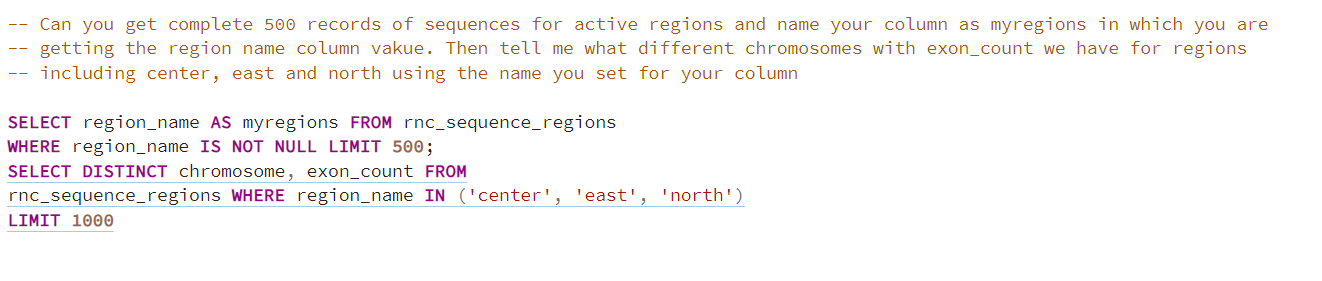 -- Can you get complete 500 records of sequences for active regions and name your column as myregions in which you are
-- getting the region name column vakue. Then tell me what different chromosomes with exon_count we have for regions
-- including center, east and north using the name you set for your column
SELECT region_name AS myregions FROM rnc_sequence_regions
WHERE region_name IS NOT NULL LIMIT 500;
SELECT DISTINCT chromosome, exon_count FROM
rnc_sequence_regions WHERE region_name IN ('center', 'east', 'north')
LIMIT 1000